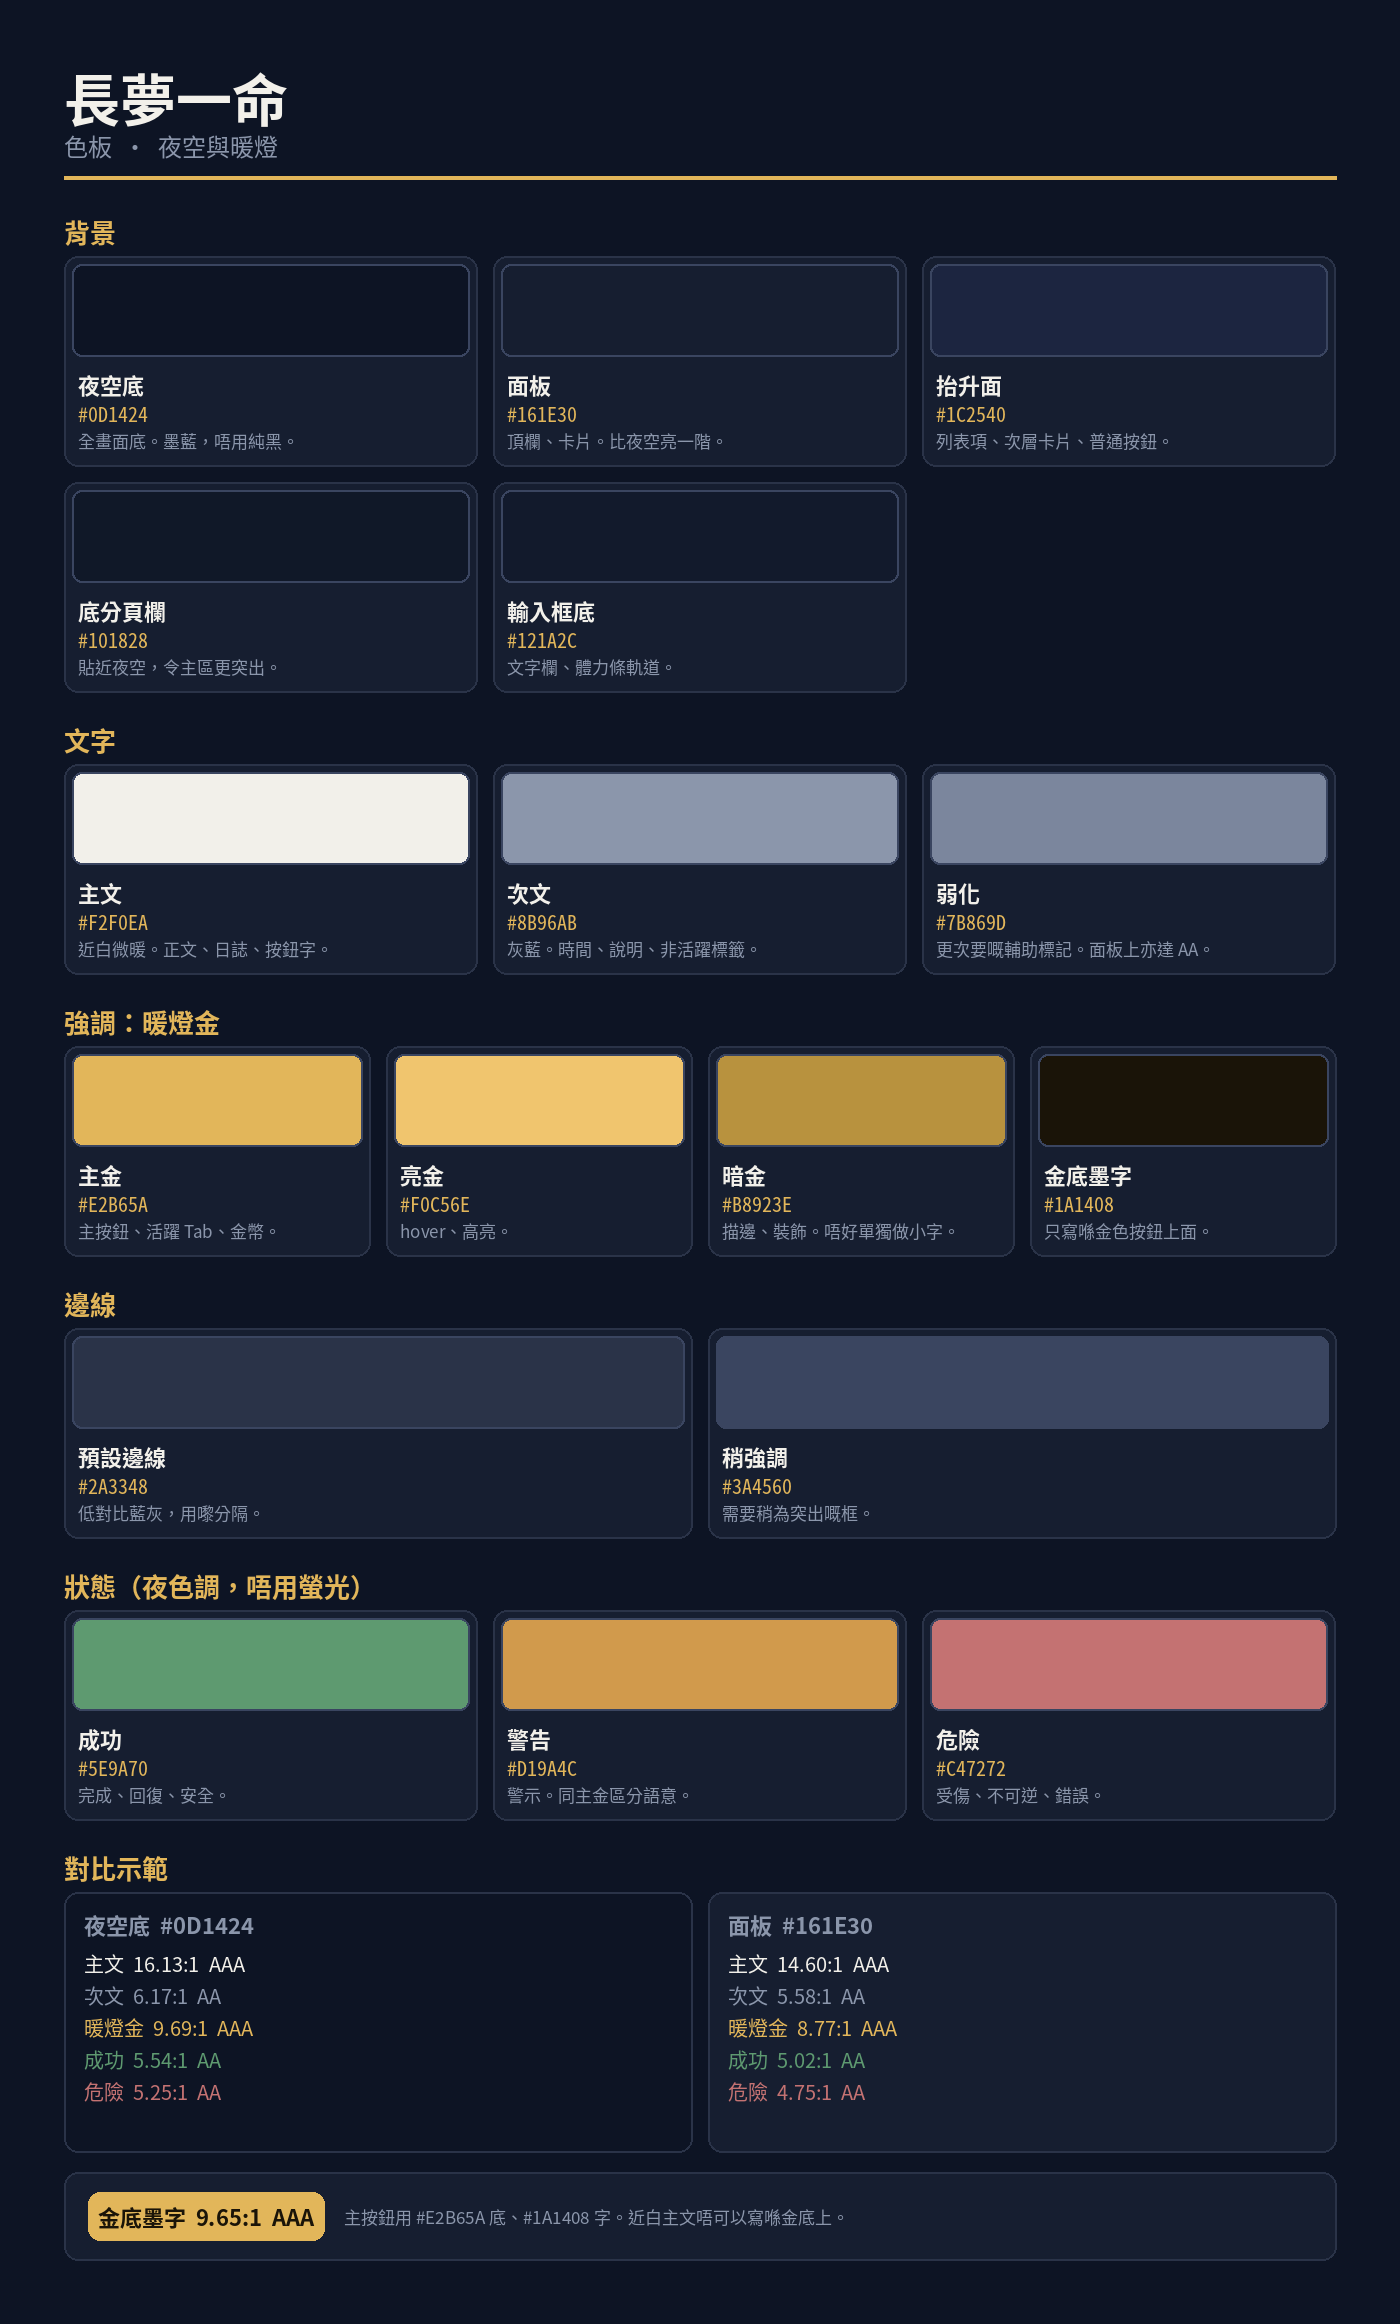 長夢一命
色板 · 夜空與暖燈
背景
夜空底
#0D1424
全畫面底。墨藍，唔用純黑。
面板
#161E30
頂欄、卡片。比夜空亮一階。
抬升面
#1C2540
列表項、次層卡片、普通按鈕。
底分頁欄
#101828
貼近夜空，令主區更突出。
輸入框底
#121A2C
文字欄、體力條軌道。
文字
主文
#F2F0EA
近白微暖。正文、日誌、按鈕字。
次文
#8B96AB
灰藍。時間、說明、非活躍標籤。
弱化
#7B869D
更次要嘅輔助標記。面板上亦達 AA。
強調：暖燈金
主金
#E2B65A
主按鈕、活躍 Tab、金幣。
亮金
#F0C56E
hover、高亮。
暗金
#B8923E
描邊、裝飾。唔好單獨做小字。
金底墨字
#1A1408
只寫喺金色按鈕上面。
邊線
預設邊線
#2A3348
低對比藍灰，用嚟分隔。
稍強調
#3A4560
需要稍為突出嘅框。
狀態（夜色調，唔用螢光）
成功
#5E9A70
完成、回復、安全。
警告
#D19A4C
警示。同主金區分語意。
危險
#C47272
受傷、不可逆、錯誤。
對比示範
夜空底 #0D1424
主文 16.13:1 AAA
次文 6.17:1 AA
暖燈金 9.69:1 AAA
成功 5.54:1 AA
危險 5.25:1 AA
面板 #161E30
主文 14.60:1 AAA
次文 5.58:1 AA
暖燈金 8.77:1 AAA
成功 5.02:1 AA
危險 4.75:1 AA
金底墨字 9.65:1 AAA
主按鈕用 #E2B65A 底、#1A1408 字。近白主文唔可以寫喺金底上。